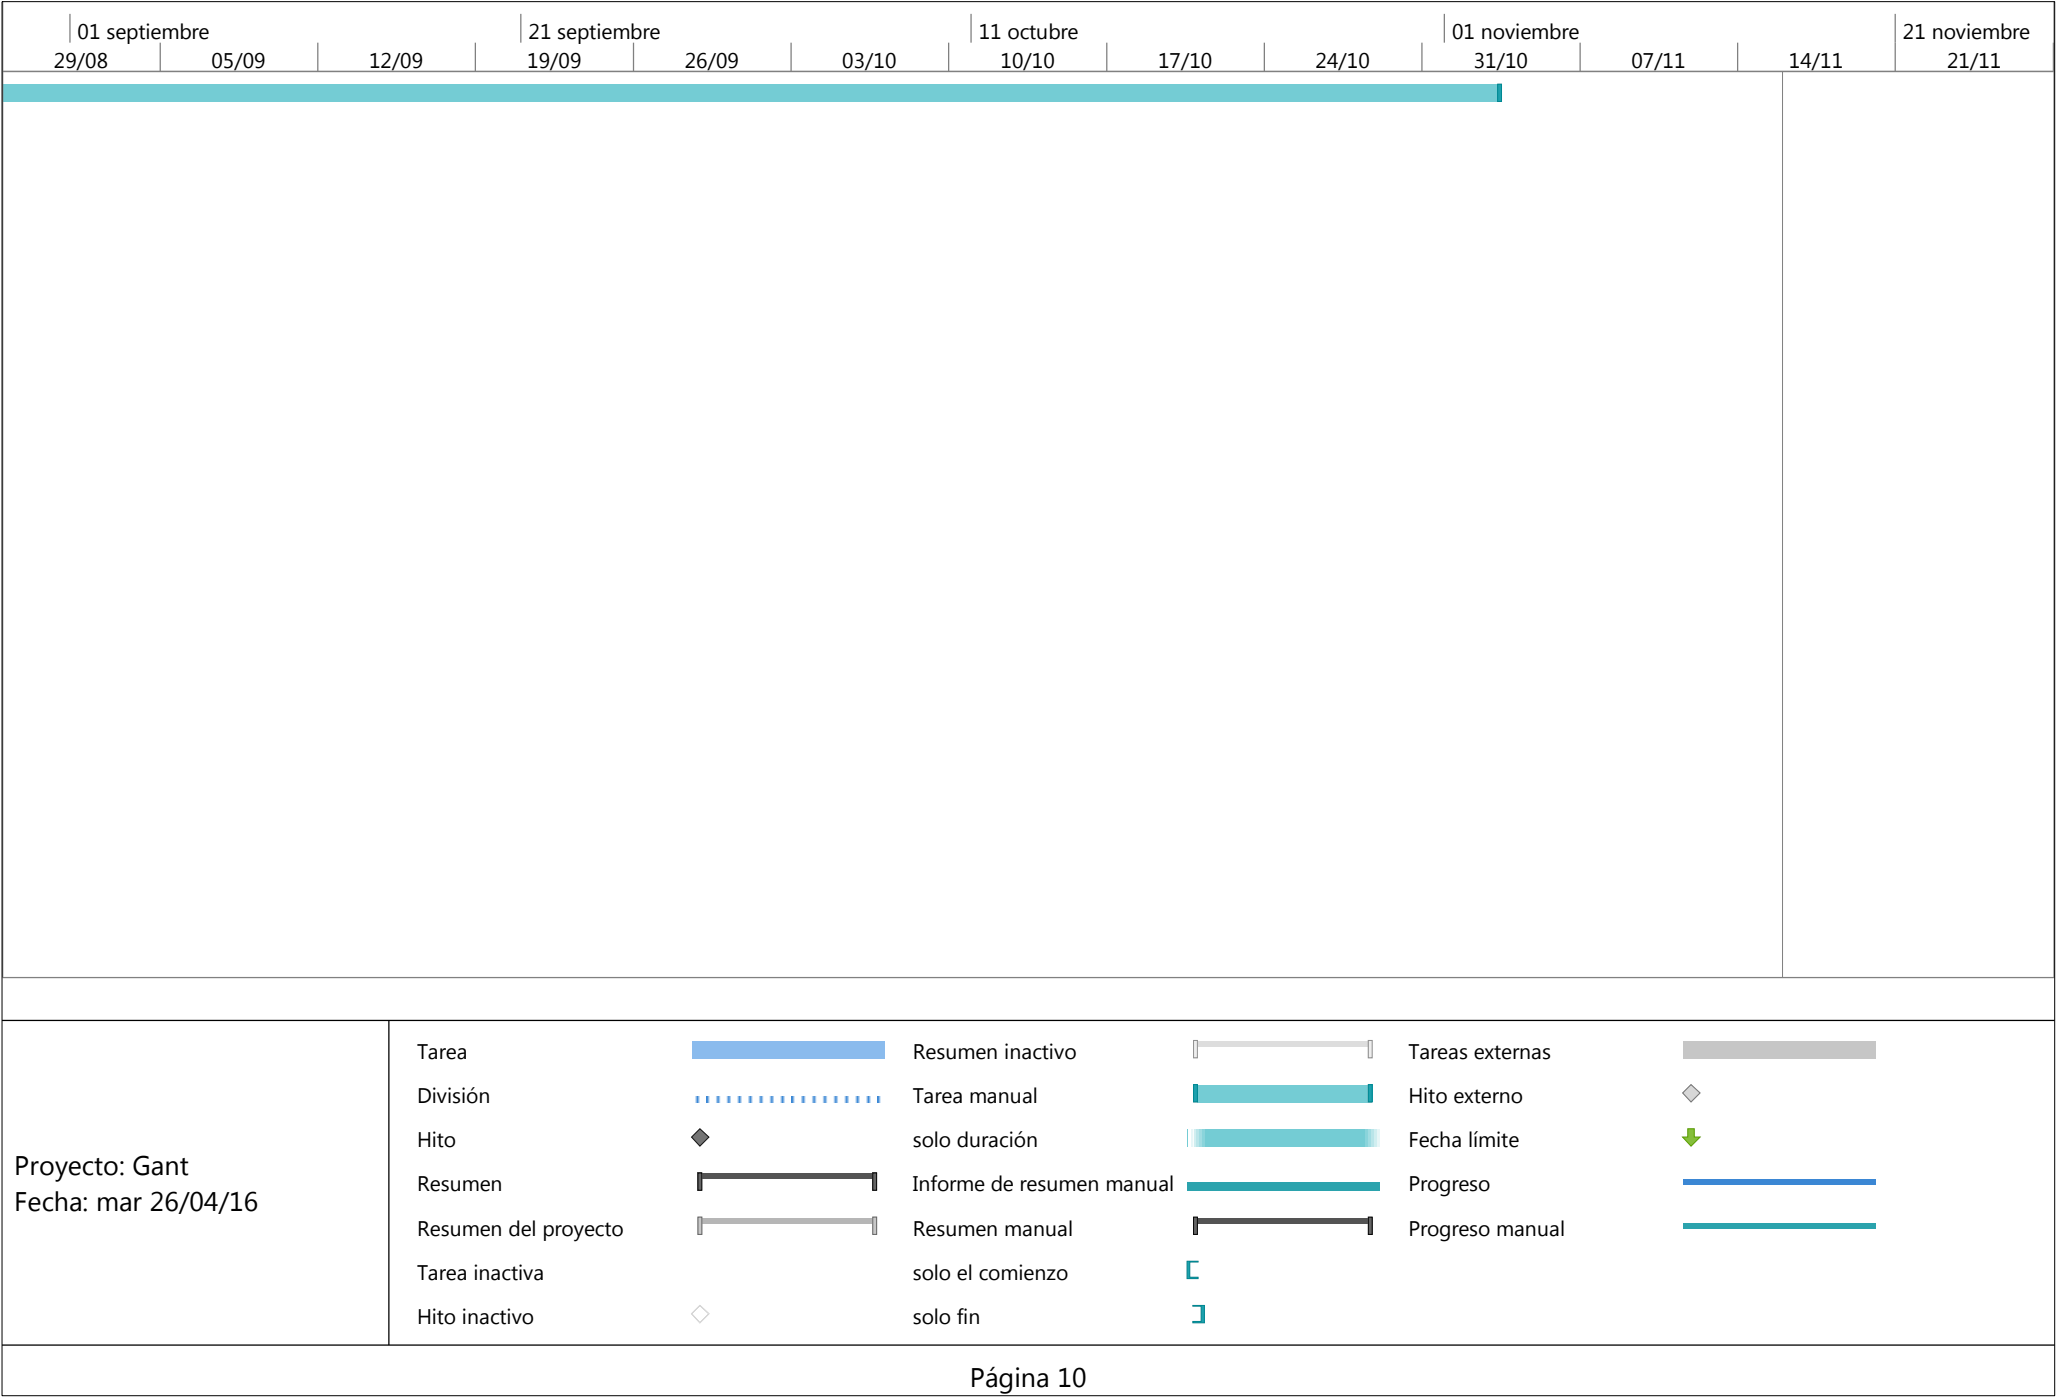 01 septiembre 21 septiembre 11 octubre 01 noviembre 21 noviembre
29/08 05/09 12/09 19/09 26/09 03/10 10/10 17/10 24/10 31/10 07/11 14/11 21/11
Proyecto: Gant
Fecha: mar 26/04/16
Tarea
División
Hito
Resumen
Resumen del proyecto
Tarea inactiva
Hito inactivo
Resumen inactivo
Tarea manual
solo duración
Informe de resumen manual
Resumen manual
solo el comienzo
solo fin
Tareas externas
Hito externo
Fecha límite
Progreso
Progreso manual
Página 10